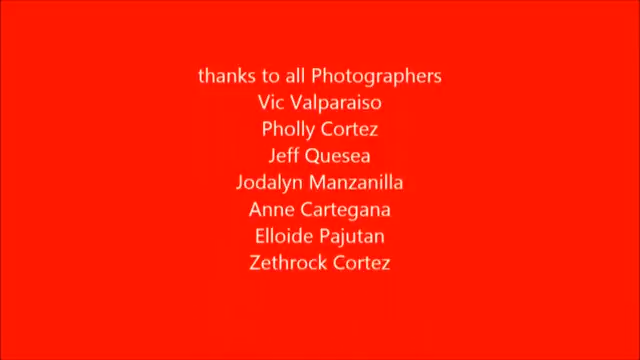 thanks to all Photographers
Vic Valparaiso
Pholly Cortez
Jeff Quesea
Jodalyn Manzanilla
Anne Cartegana
Elloide Pajutan
Zethrock Cortez